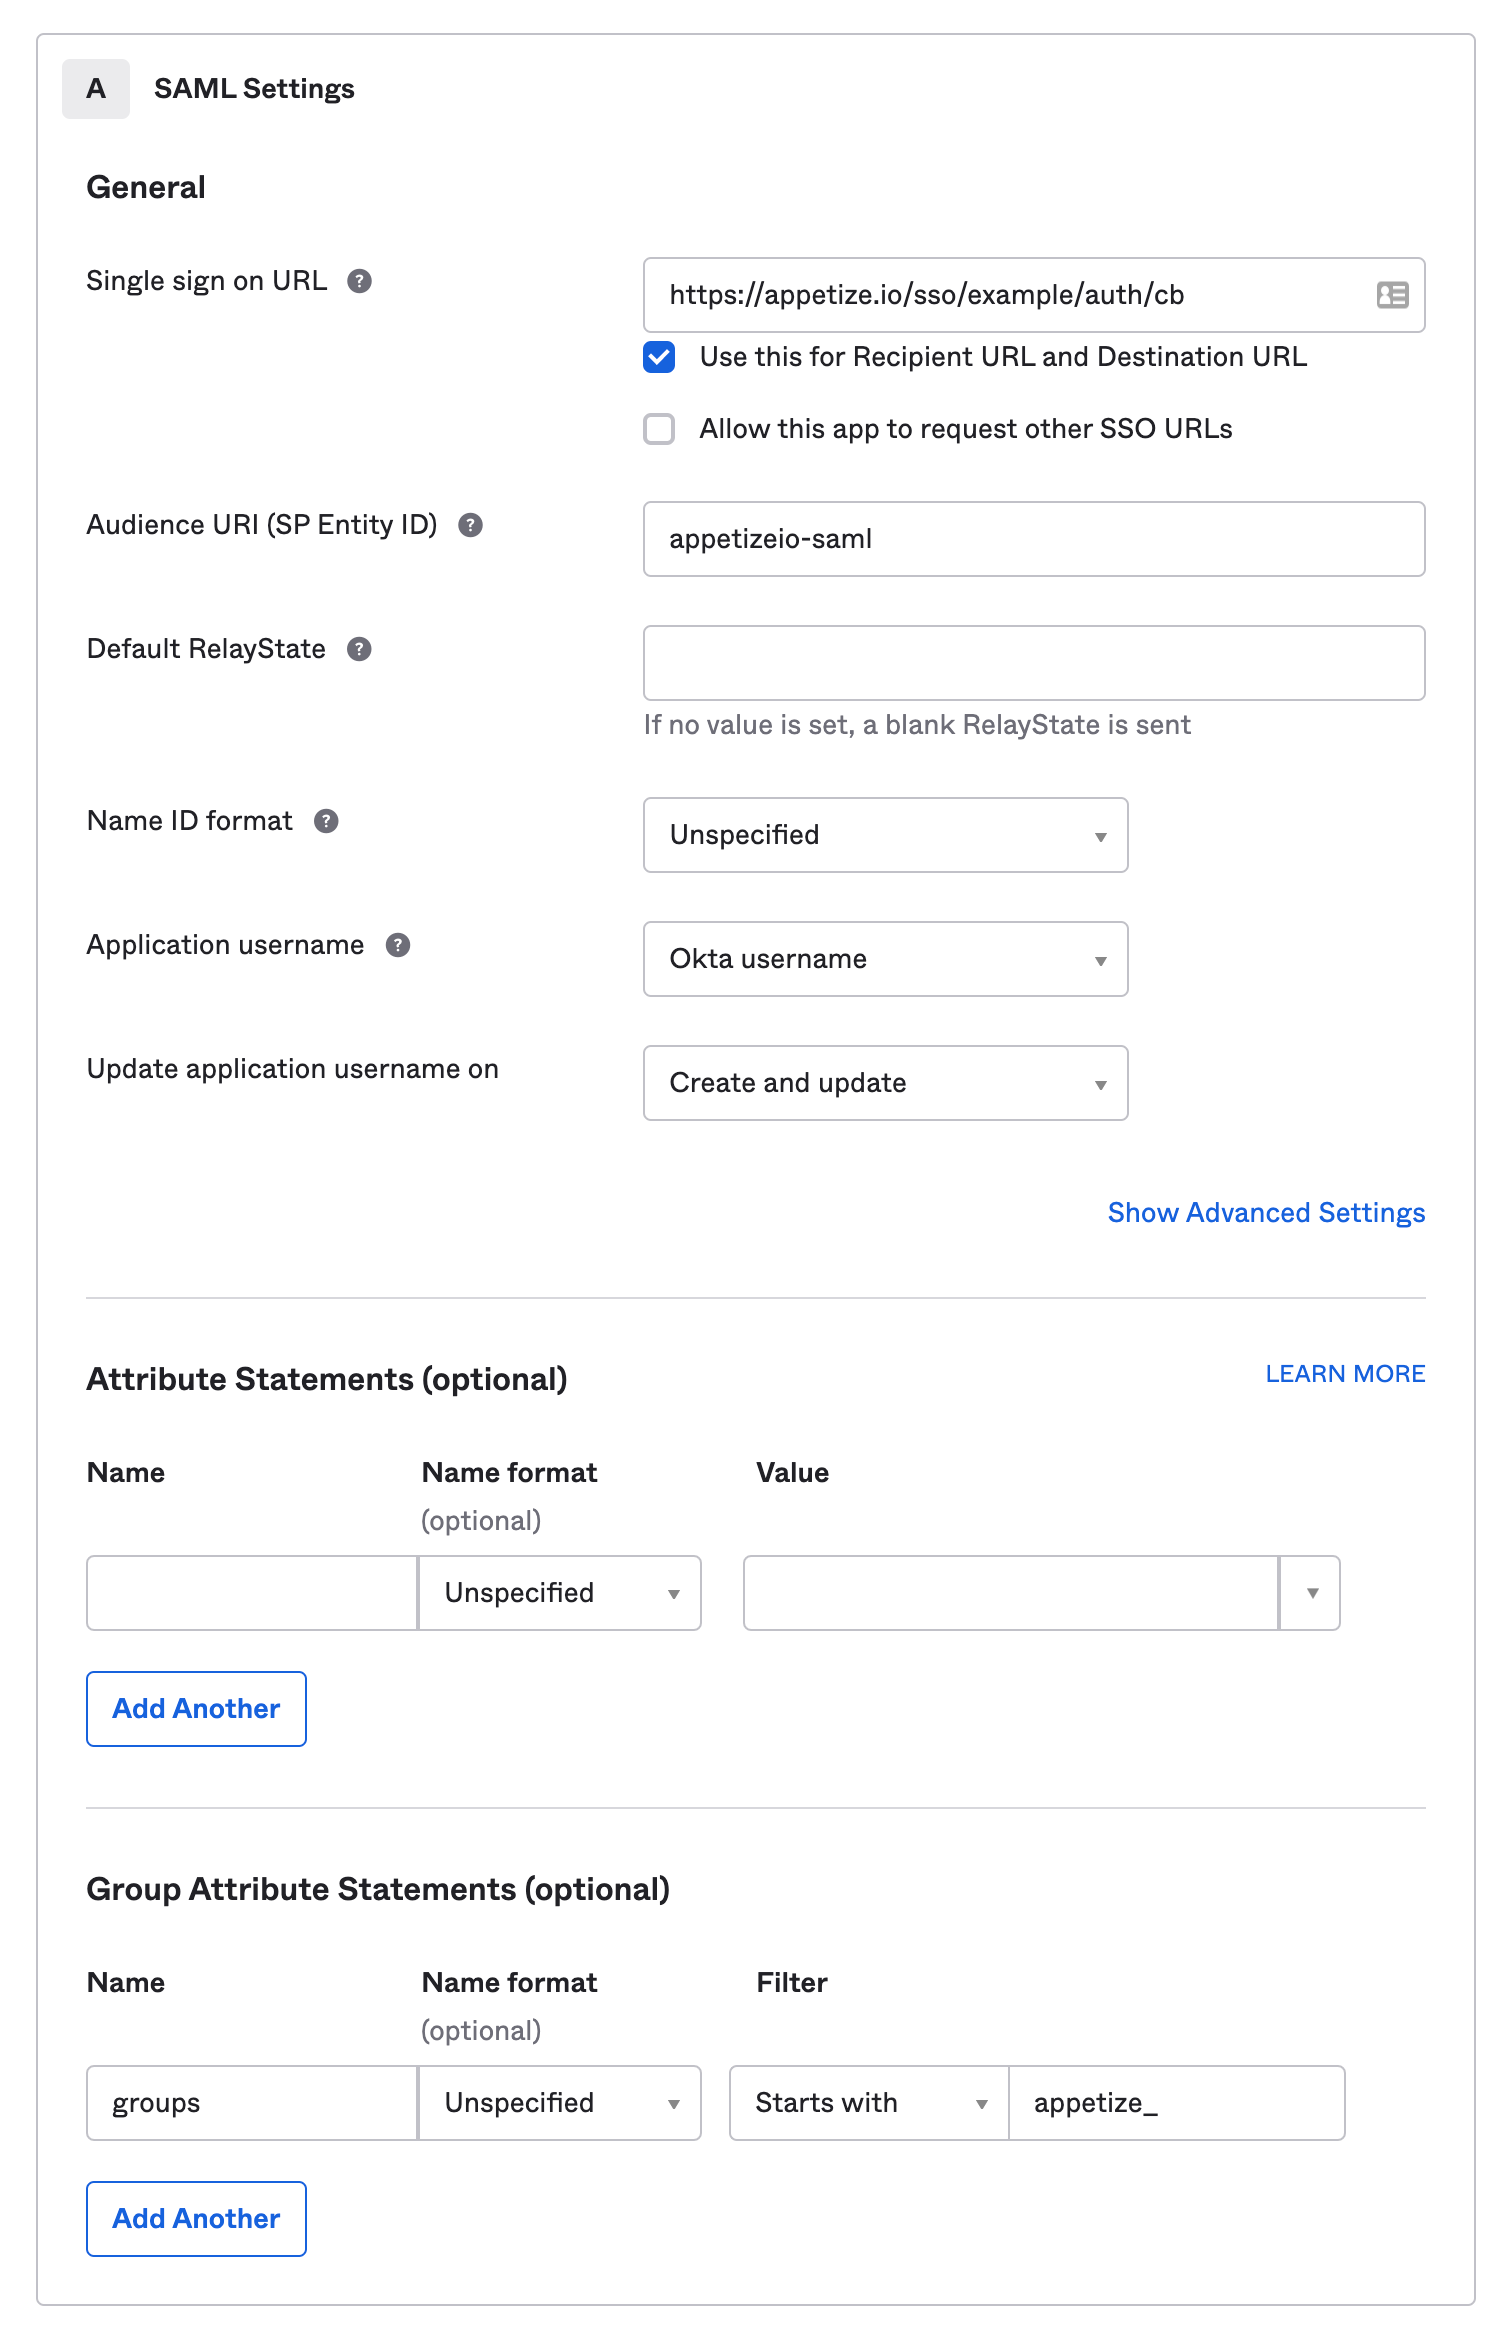 A SAML Settings
General
Single sign on URL ?
https://appetize.io/sso/example/auth/cb
Use this for Recipient URL and Destination URL
Allow this app to request other SSO URLs
Audience URI (SP Entity ID) ?
appetizeio-saml
Default RelayState ?
If no value is set, a blank RelayState is sent
Name ID format ?
Unspecified
Application username ?
Okta username
Update application username on
Create and update
Show Advanced Settings
Attribute Statements (optional)
LEARN MORE
Name Name format Value
(optional)
Unspecified
Add Another
Group Attribute Statements (optional)
Name Name format Filter
(optional)
groups Unspecified Starts with appetize_
Add Another